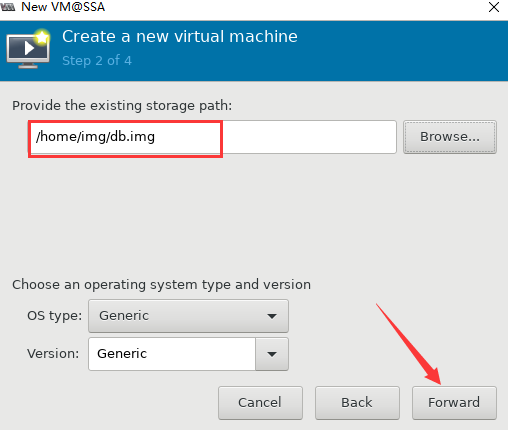 New VM@SSA
Create a new virtual machine
Step 2 of 4
Provide the existing storage path:
/home/img/db.img
Browse...
Choose an operating system type and version
OS type: Generic
Version: Generic
Cancel Back Forward